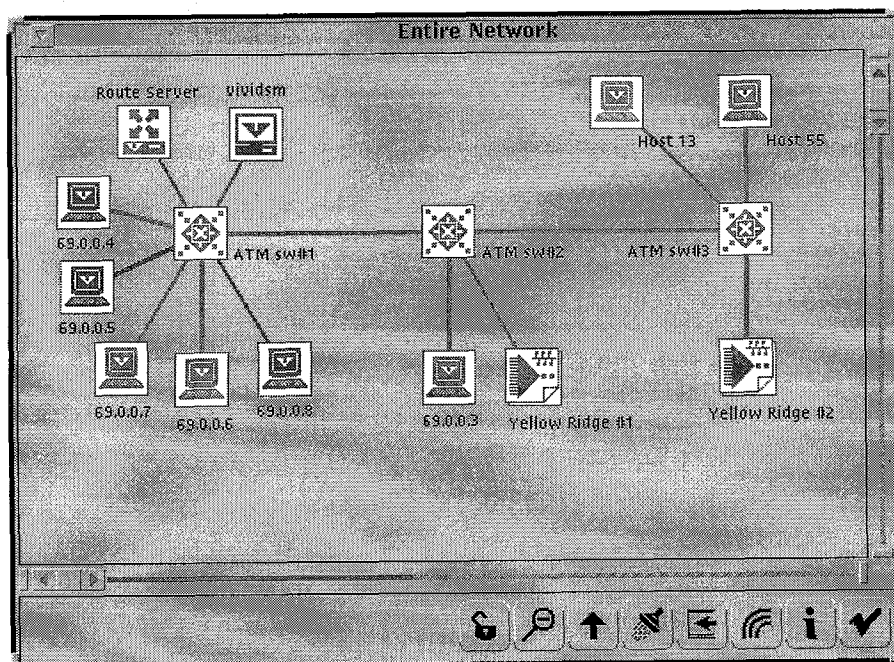 Entire Network
Route Server
vividsm
Host 13
Host 55
69.0.0.4
ATM sw#1
ATM sw#2
ATM sw#3
69.0.0.5
69.0.0.7
69.0.0.6
69.0.0.8
69.0.0.3
Yellow Ridge #1
Yellow Ridge #2